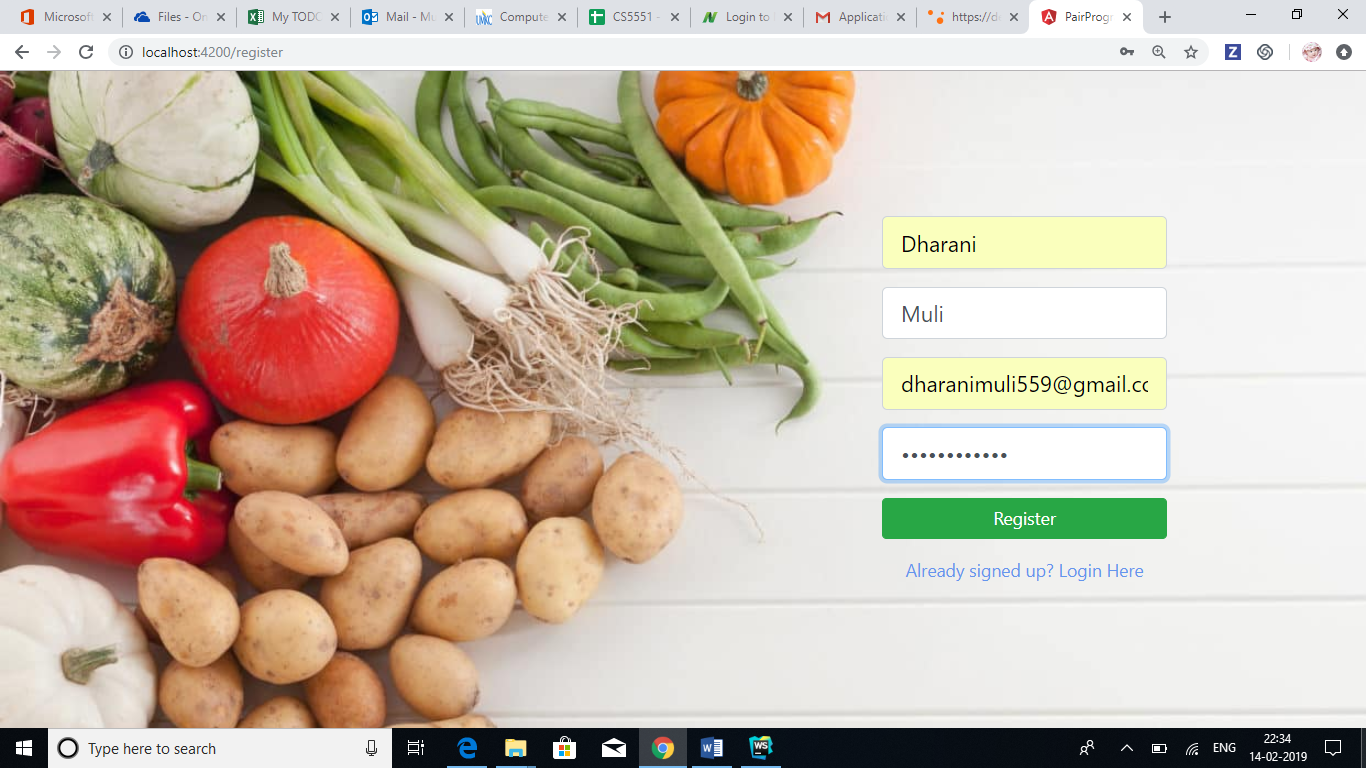 Microsoft
Files - On
My TODO
Mail - Mu
Compute
CS5551 -
Login to
Applicati
https://de
PairProgr
localhost:4200/register
Dharani
Muli
dharanimuli559@gmail.cc
••••••••••••
Register
Already signed up? Login Here
Type here to search
ENG
22:34
14-02-2019